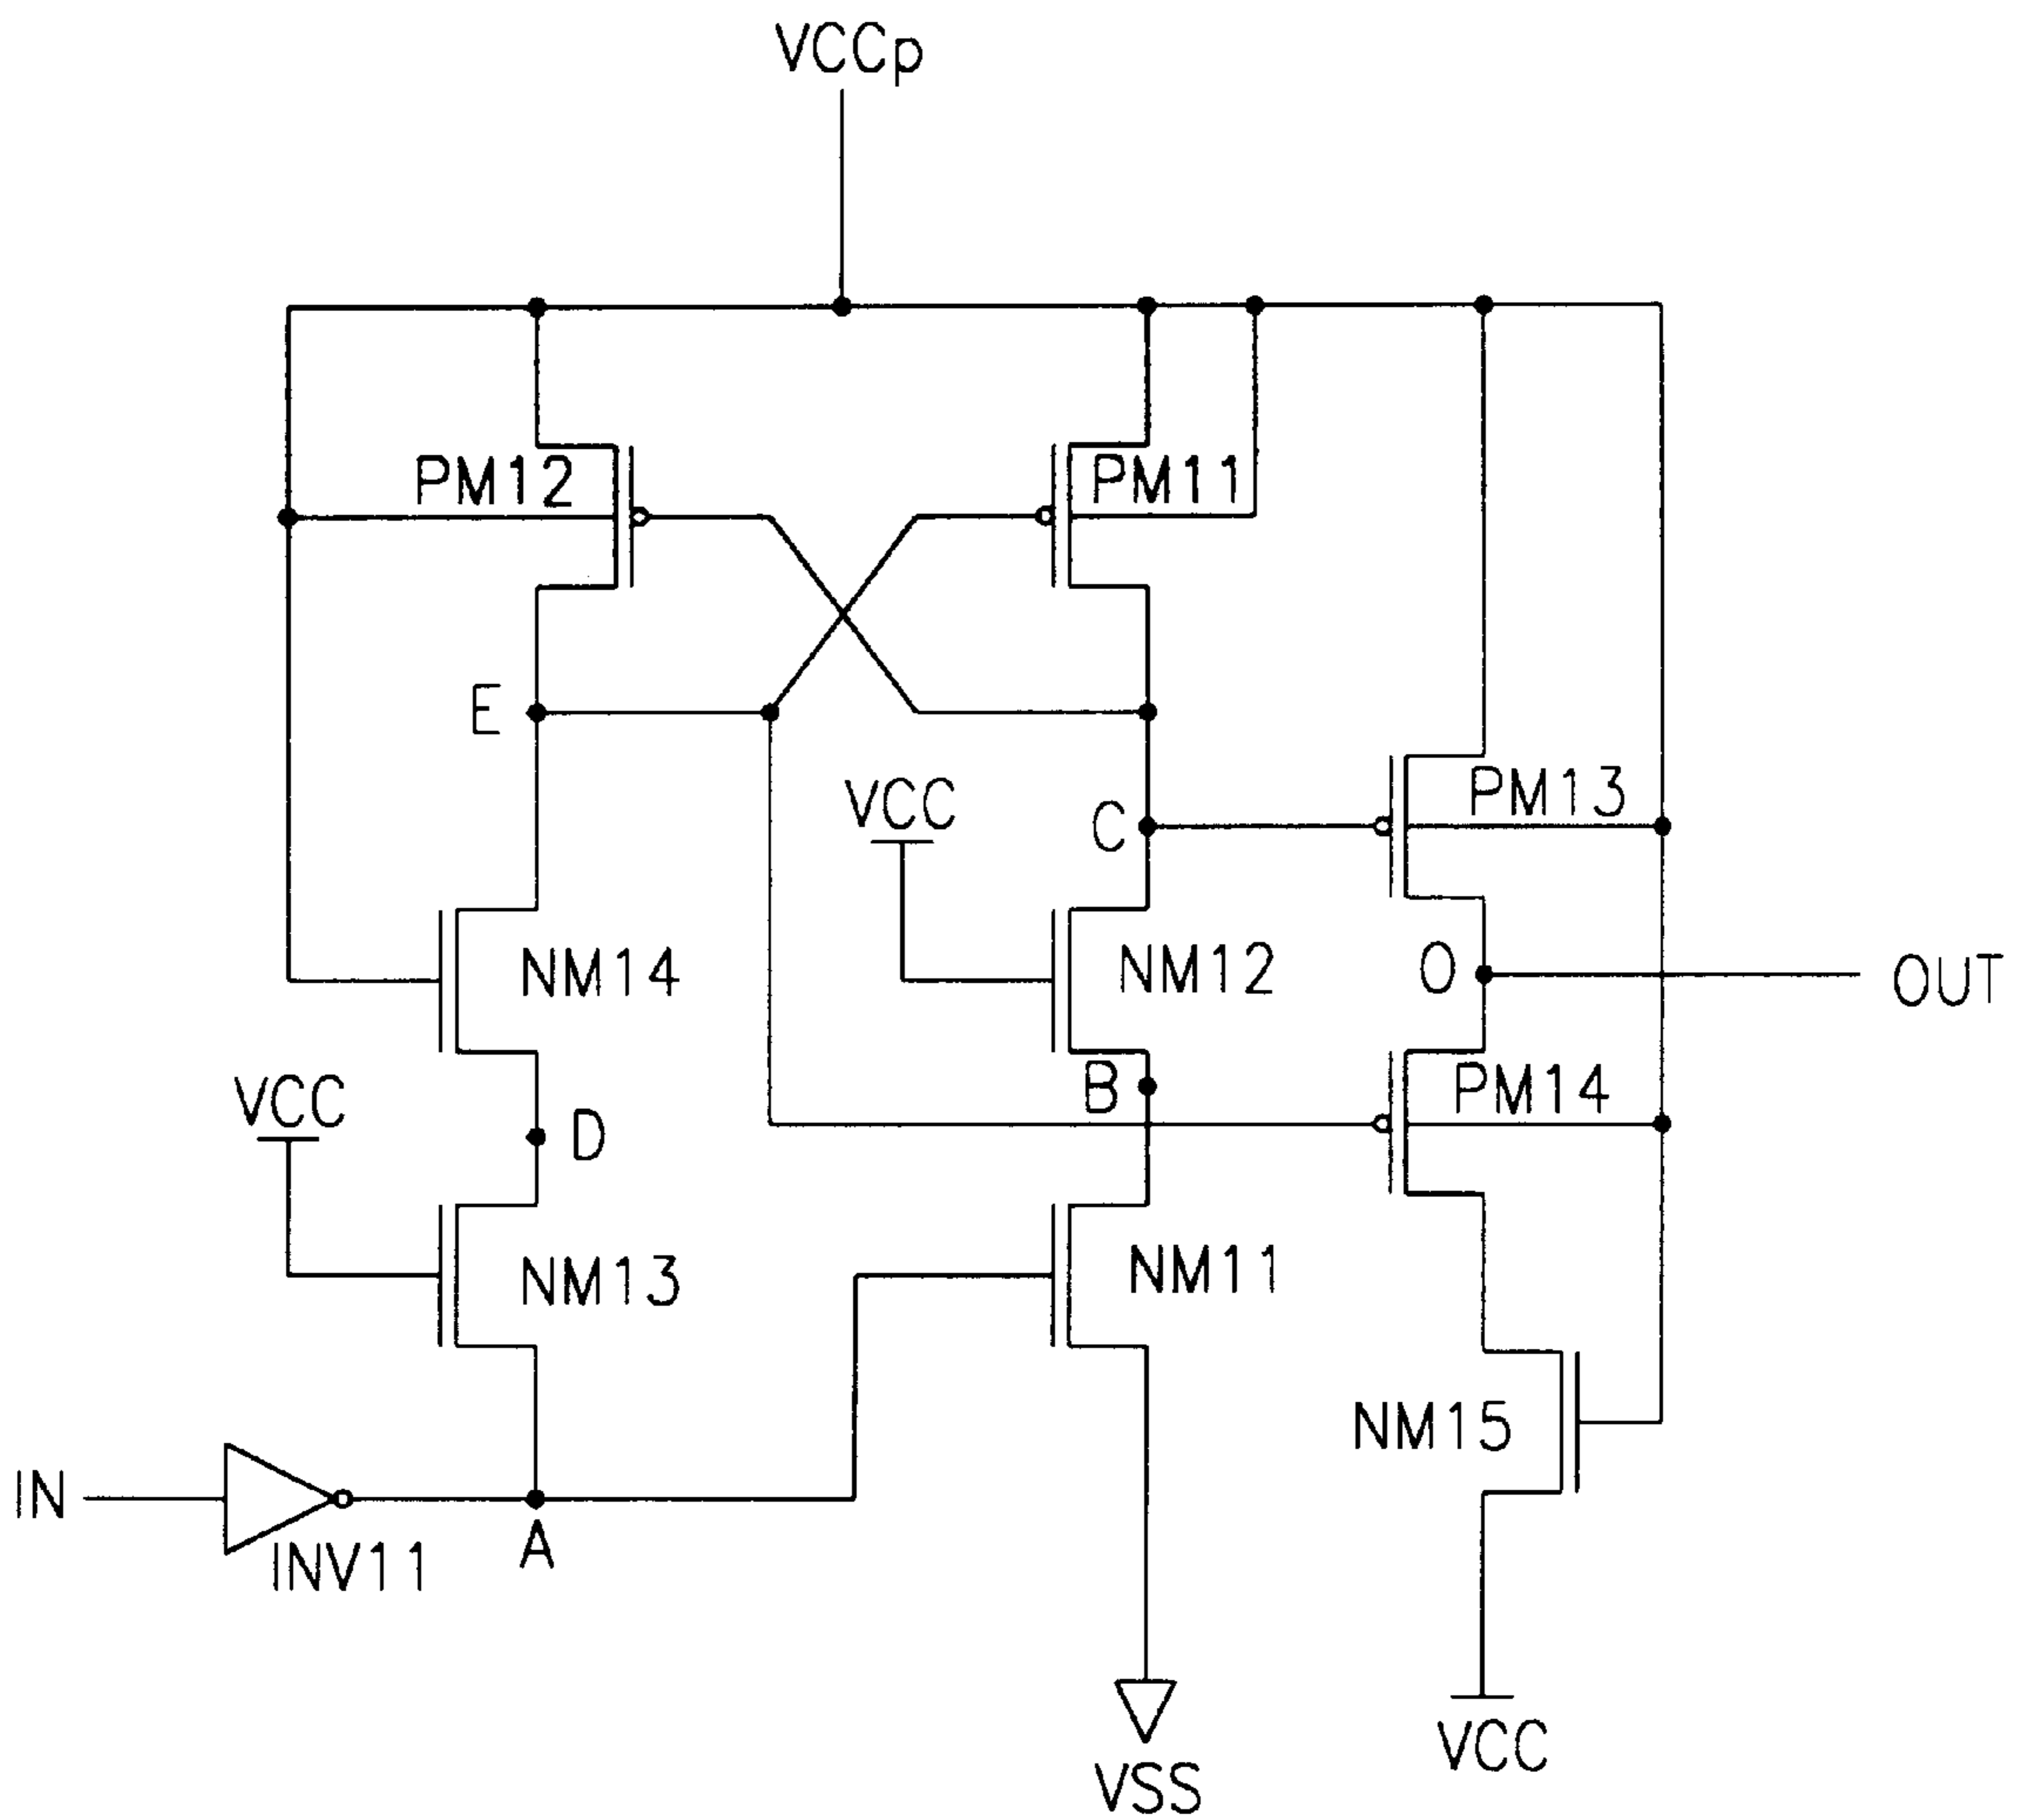 VCCp
PM12
PM11
E
VCC
C
PM13
NM14
NM12
O
OUT
VCC
D
B
PM14
NM13
NM11
NM15
IN
INV11
A
VSS
VCC